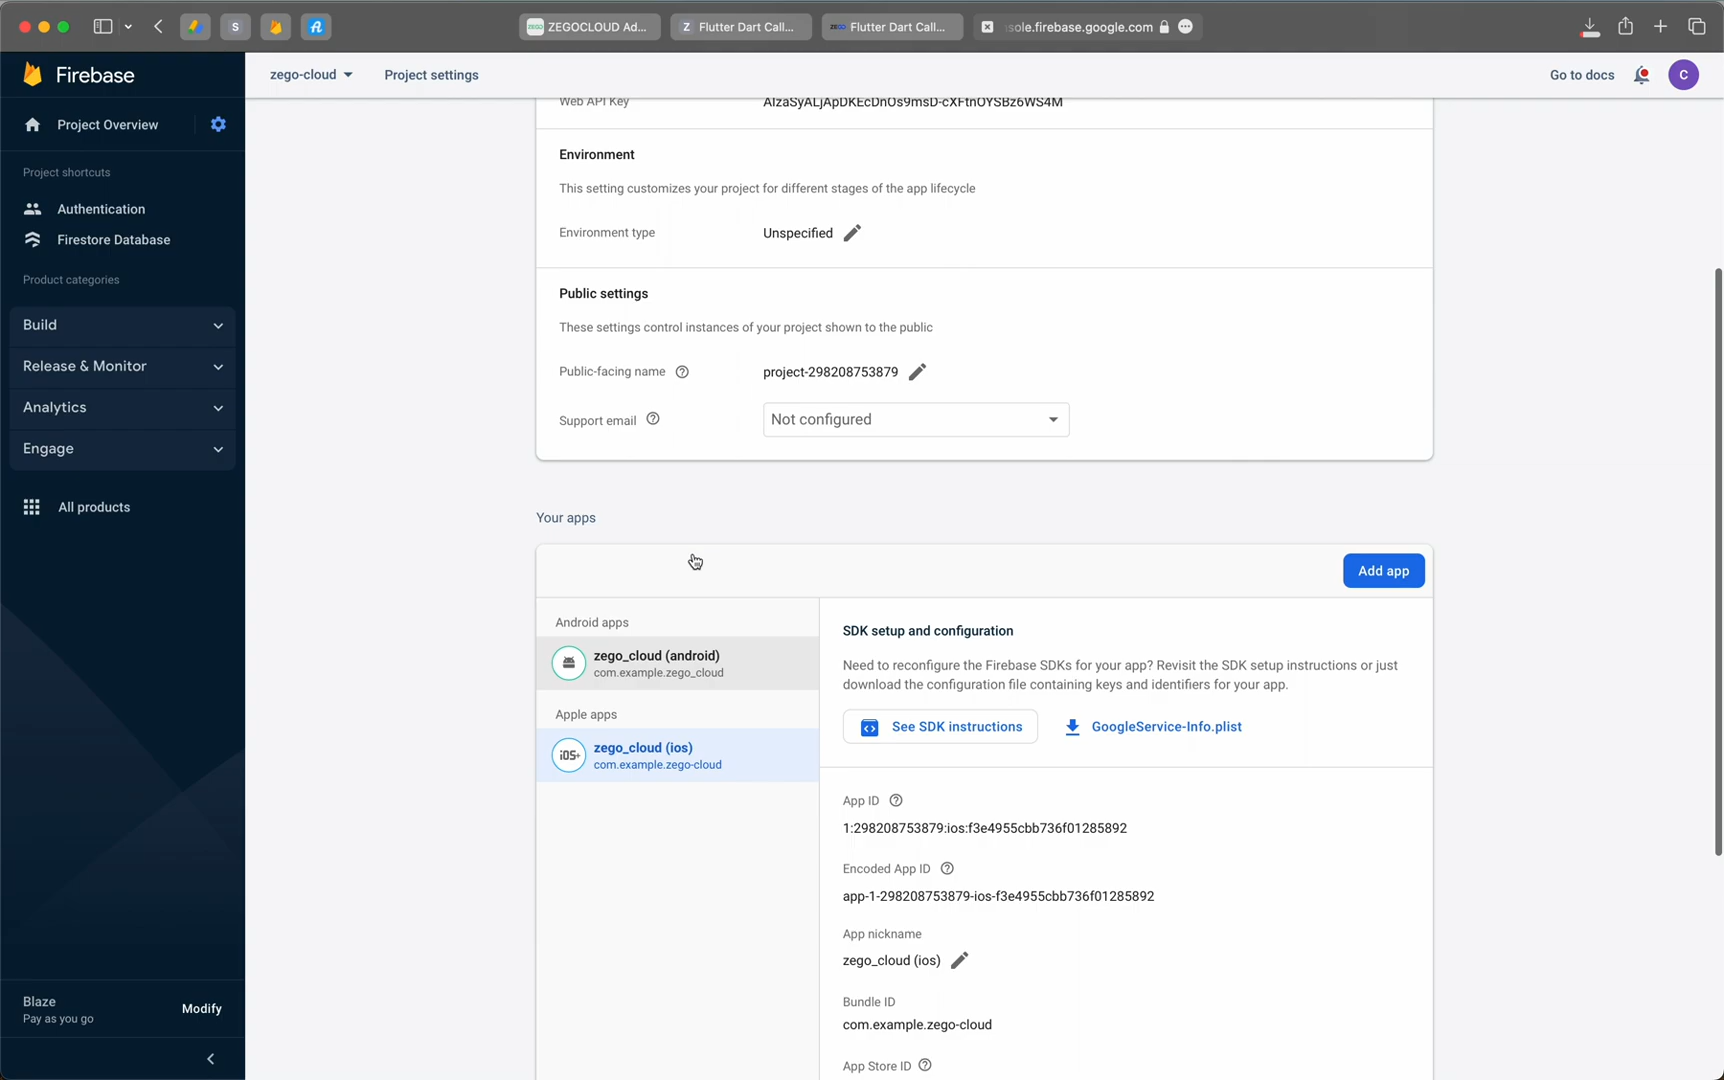 ZEGOCLOUD Ad...
Flutter Dart Call...
Flutter Dart Call...
sole.firebase.google.com
S
Firebase
zego-cloud
Project settings
Go to docs
C
Project Overview
Project shortcuts
Authentication
Firestore Database
Product categories
Build
Release & Monitor
Analytics
Engage
All products
Blaze
Pay as you go
Modify
Web API Key
Environment
This setting customizes your project for different stages of the app lifecycle
Environment type
Unspecified
Public settings
These settings control instances of your project shown to the public
Public-facing name
project-298208753879
Support email
Not configured
Your apps
Add app
Android apps
zego_cloud (android)
com.example.zego_cloud
Apple apps
iOS+
zego_cloud (ios)
com.example.zego-cloud
SDK setup and configuration
Need to reconfigure the Firebase SDKs for your app? Revisit the SDK setup instructions or just
download the configuration file containing keys and identifiers for your app.
See SDK instructions
GoogleService-Info.plist
App ID
1:298208753879:ios:f3e4955cbb736f01285892
Encoded App ID
app-1-298208753879-ios-f3e4955cbb736f01285892
App nickname
zego_cloud (ios)
Bundle ID
com.example.zego-cloud
App Store ID